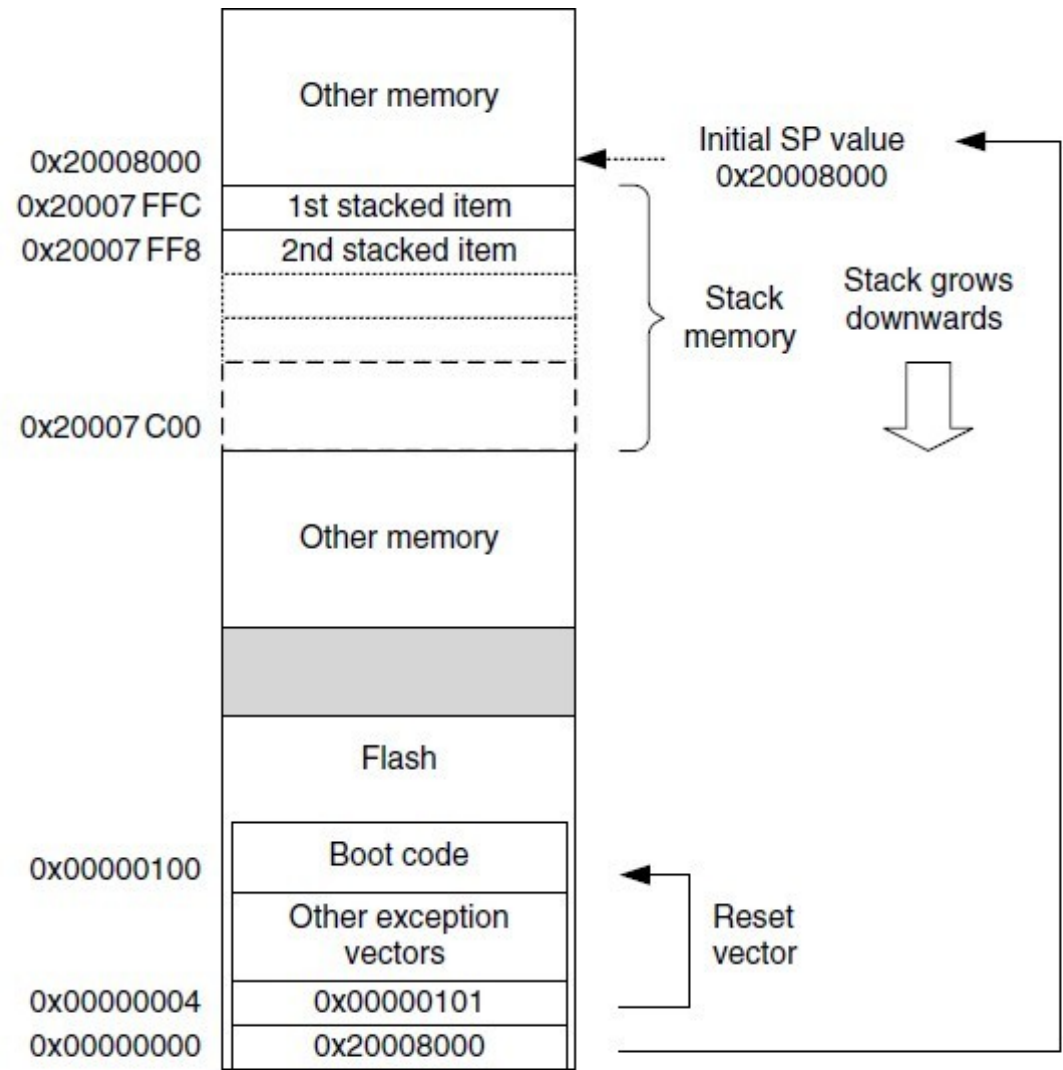 Other memory
Initial SP value
0x20008000
0x20008000
0x20007FFC
1st stacked item
0x20007FF8
2nd stacked item
Stack
memory
Stack grows
downwards
0x20007C00
Other memory
Flash
Boot code
0x00000100
Other exception
vectors
Reset
vector
0x00000004
0x00000101
0x00000000
0x20008000